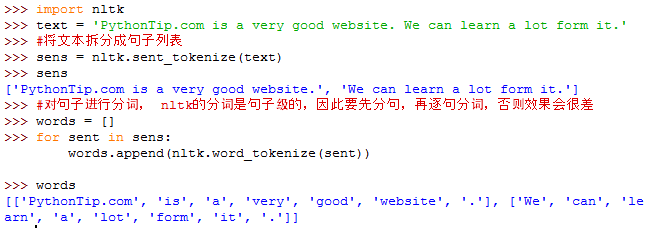 >>> import nltk
>>> text = 'PythonTip.com is a very good website. We can learn a lot form it.'
>>> #将文本拆分成句子列表
>>> sens = nltk.sent_tokenize(text)
>>> sens
['PythonTip.com is a very good website.', 'We can learn a lot form it.']
>>> #对句子进行分词， nltk的分词是句子级的，因此要先分句，再逐句分词，否则效果会很差
>>> words = []
>>> for sent in sens:
        words.append(nltk.word_tokenize(sent))
>>> words
[['PythonTip.com', 'is', 'a', 'very', 'good', 'website', '.'], ['We', 'can', 'le
arn', 'a', 'lot', 'form', 'it', '.']]